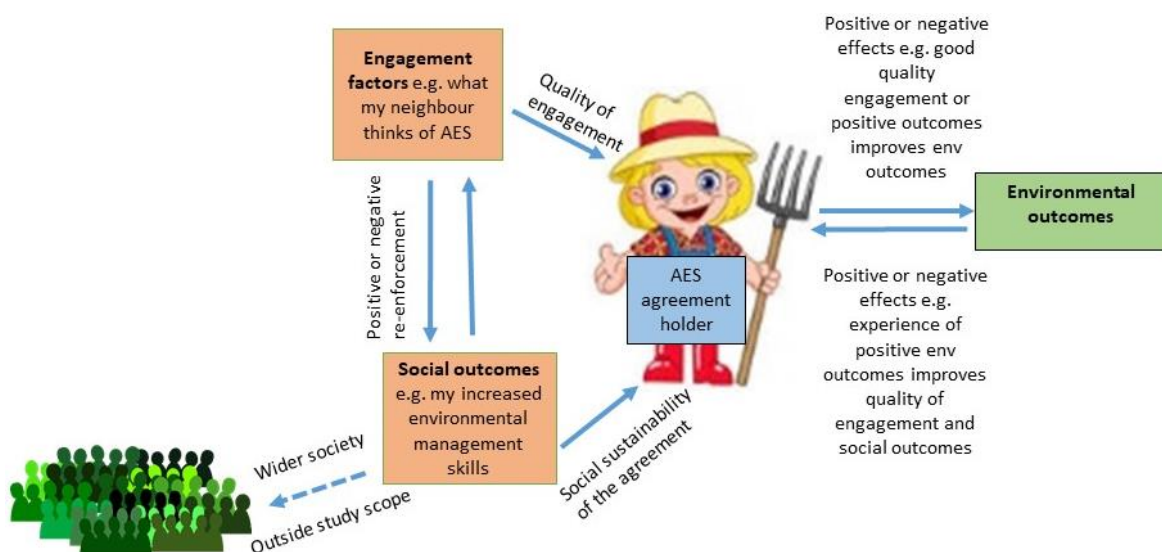 Engagement
factors e.g. what
my neighbour
thinks of AES
Quality of
engagement
Positive or negative
effects e.g. good
quality
engagement or
positive outcomes
improves env
outcomes
Environmental
outcomes
Positive or negative
re-enforcement
AES
agreement
holder
Positive or negative
effects e.g.
experience of
positive env
outcomes improves
quality of
engagement and
social outcomes
Social outcomes
e.g. my increased
environmental
management
skills
Social sustainability
of the agreement
Wider society
Outside study scope